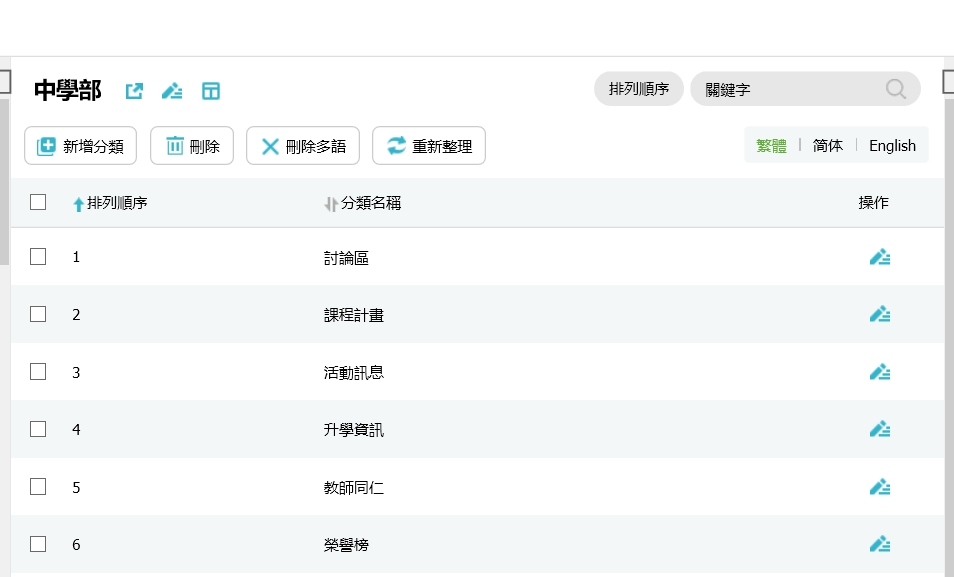 中學部
排列順序 關鍵字
新增分類 刪除 刪除多語 重新整理
繁體 简体 English
排列順序 分類名稱 操作
1 討論區
2 課程計畫
3 活動訊息
4 升學資訊
5 教師同仁
6 榮譽榜